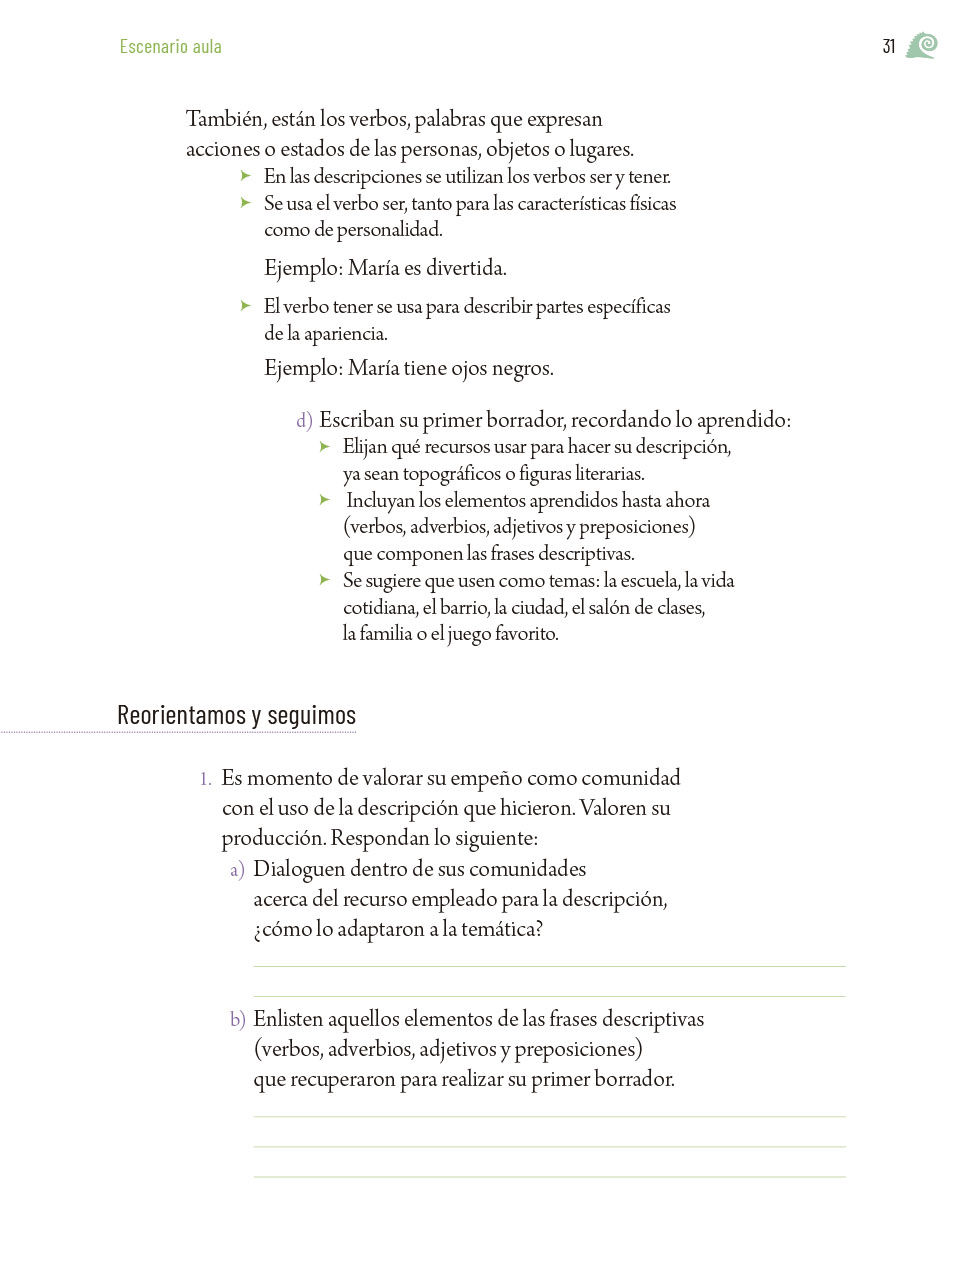 Escenario aula
31
También, están los verbos, palabras que expresan
acciones o estados de las personas, objetos o lugares.
➤ En las descripciones se utilizan los verbos ser y tener.
➤ Se usa el verbo ser, tanto para las características físicas
como de personalidad.
Ejemplo: María es divertida.
➤ El verbo tener se usa para describir partes específicas
de la apariencia.
Ejemplo: María tiene ojos negros.
d) Escriban su primer borrador, recordando lo aprendido:
➤ Elijan qué recursos usar para hacer su descripción,
ya sean topográficos o figuras literarias.
➤ Incluyan los elementos aprendidos hasta ahora
(verbos, adverbios, adjetivos y preposiciones)
que componen las frases descriptivas.
➤ Se sugiere que usen como temas: la escuela, la vida
cotidiana, el barrio, la ciudad, el salón de clases,
la familia o el juego favorito.
Reorientamos y seguimos
1. Es momento de valorar su empeño como comunidad
con el uso de la descripción que hicieron. Valoren su
producción. Respondan lo siguiente:
a) Dialoguen dentro de sus comunidades
acerca del recurso empleado para la descripción,
¿cómo lo adaptaron a la temática?
b) Enlisten aquellos elementos de las frases descriptivas
(verbos, adverbios, adjetivos y preposiciones)
que recuperaron para realizar su primer borrador.